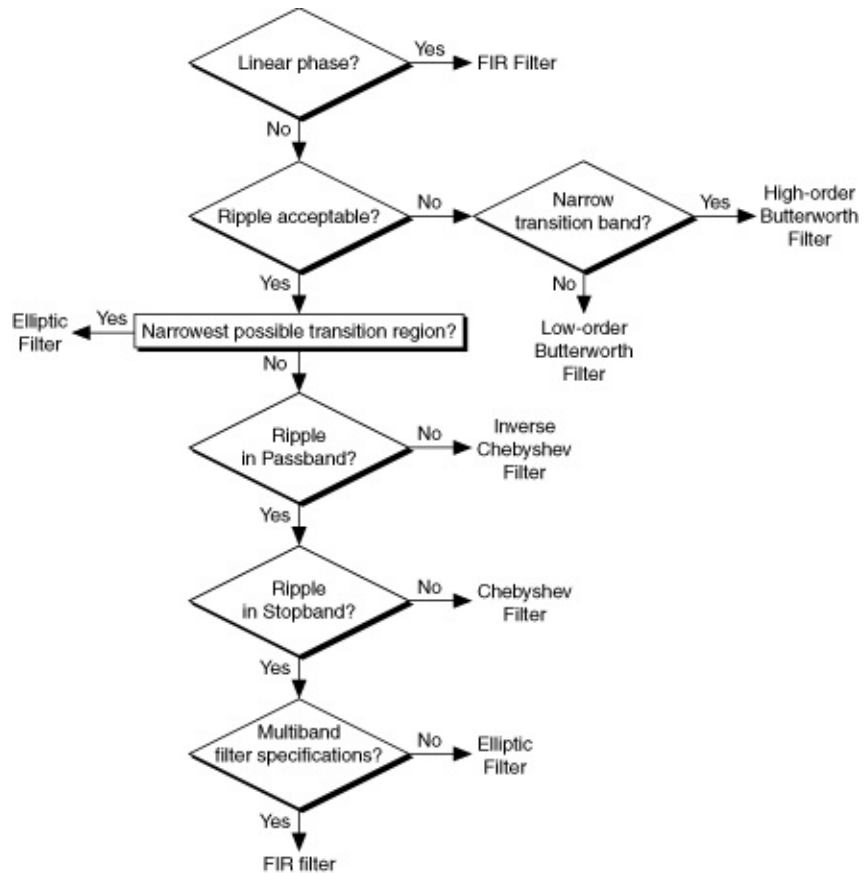 Linear phase?
Yes
FIR Filter
No
Ripple acceptable?
No
Narrow
transition band?
Yes
High-order
Butterworth
Filter
Yes
No
Low-order
Butterworth
Filter
Elliptic
Filter
Yes
Narrowest possible transition region?
No
Ripple
in Passband?
No
Inverse
Chebyshev
Filter
Yes
Ripple
in Stopband?
No
Chebyshev
Filter
Yes
Multiband
filter specifications?
No
Elliptic
Filter
Yes
FIR filter